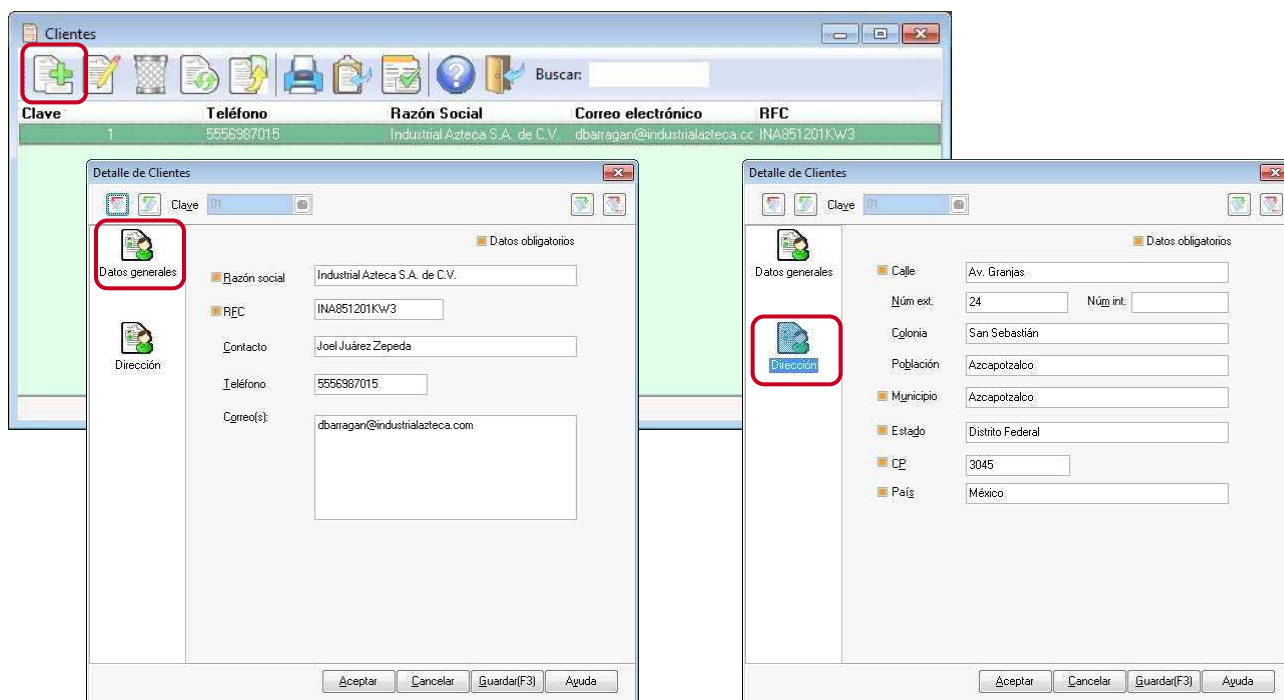 Clientes
Buscar:
Clave Teléfono Razón Social Correo electrónico RFC
1 5556987015 Industrial Azteca S.A. de C.V. dbarragan@industrialazteca.cc INA851201KW3
Detalle de Clientes
Clave 01
Datos generales
Dirección
Datos obligatorios
Razón social Industrial Azteca S.A. de C.V.
RFC INA851201KW3
Contacto Joel Juárez Zepeda
Teléfono 5556987015
Correo(s): dbarragan@industrialazteca.com
Aceptar Cancelar Guardar(F3) Ayuda
Detalle de Clientes
Clave 01
Datos generales
Dirección
Datos obligatorios
Calle Av. Granjas
Núm ext. 24 Núm int.
Colonia San Sebastián
Población Azcapotzalco
Municipio Azcapotzalco
Estado Distrito Federal
CP 3045
País México
Aceptar Cancelar Guardar(F3) Ayuda